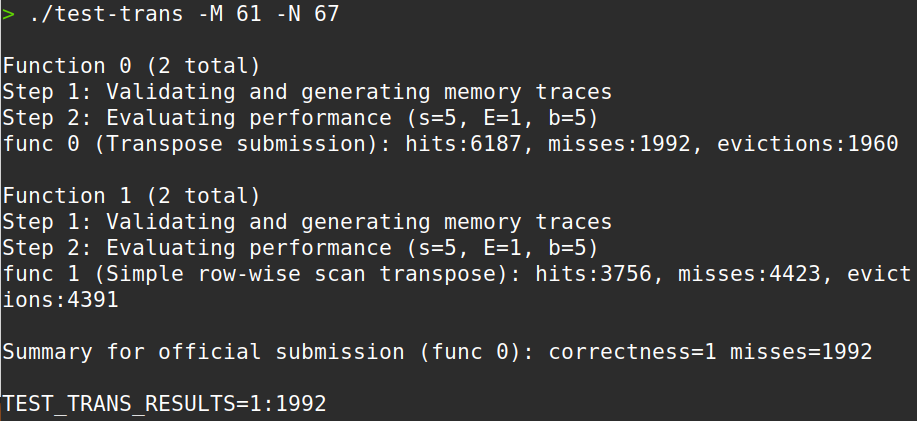 > ./test-trans -M 61 -N 67
Function 0 (2 total)
Step 1: Validating and generating memory traces
Step 2: Evaluating performance (s=5, E=1, b=5)
func 0 (Transpose submission): hits:6187, misses:1992, evictions:1960
Function 1 (2 total)
Step 1: Validating and generating memory traces
Step 2: Evaluating performance (s=5, E=1, b=5)
func 1 (Simple row-wise scan transpose): hits:3756, misses:4423, evict
ions:4391
Summary for official submission (func 0): correctness=1 misses=1992
TEST_TRANS_RESULTS=1:1992